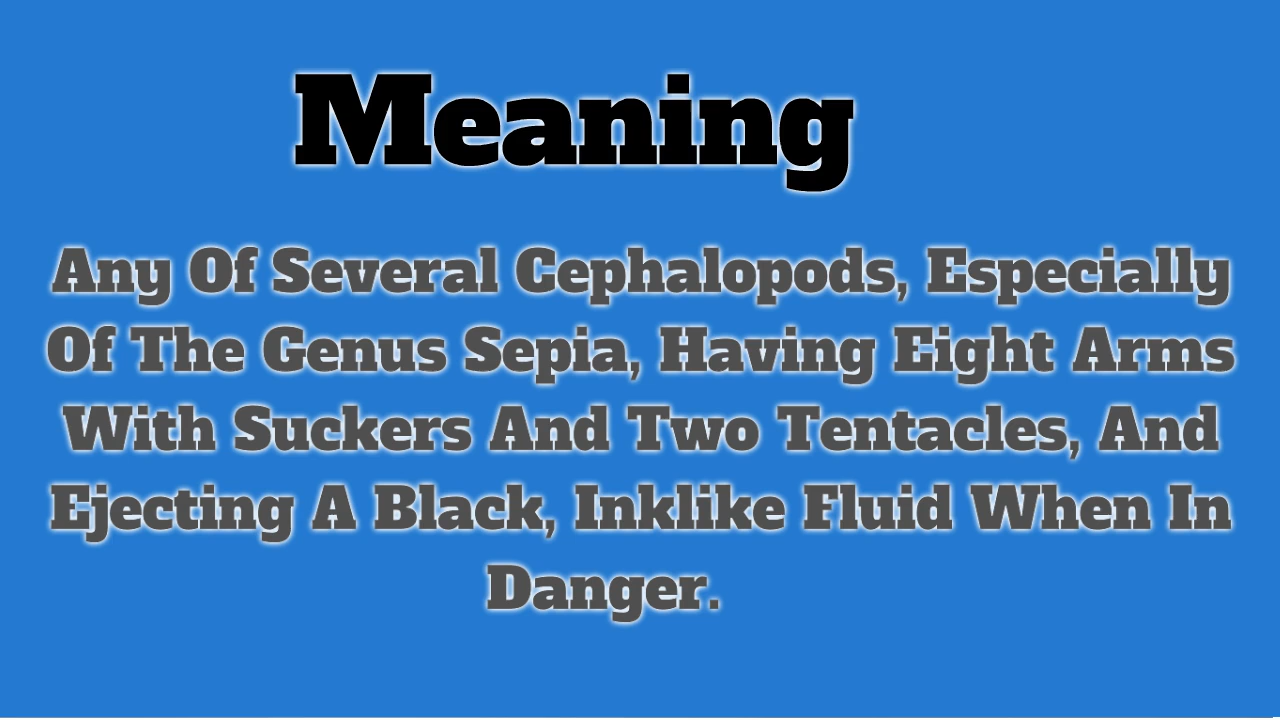 Meaning
Any Of Several Cephalopods, Especially
Of The Genus Sepia, Having Eight Arms
With Suckers And Two Tentacles, And
Ejecting A Black, Inklike Fluid When In
Danger.